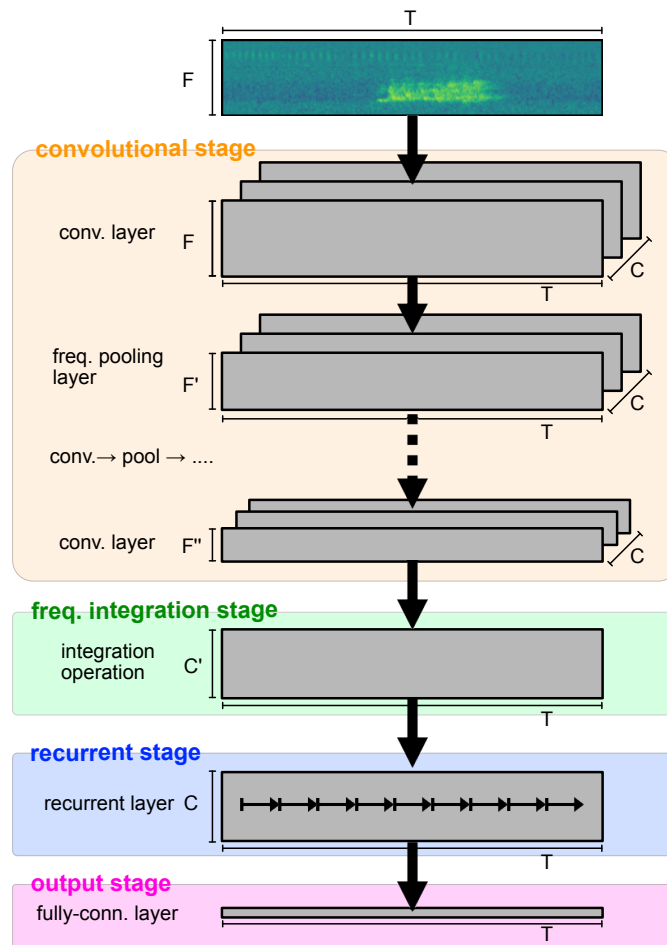 T
F
convolutional stage
conv. layer
F
C
T
freq. pooling
layer
F'
C
T
conv.→ pool → ....
conv. layer
F"
C
freq. integration stage
integration
operation
C'
T
recurrent stage
recurrent layer
C
T
output stage
fully-conn. layer
T